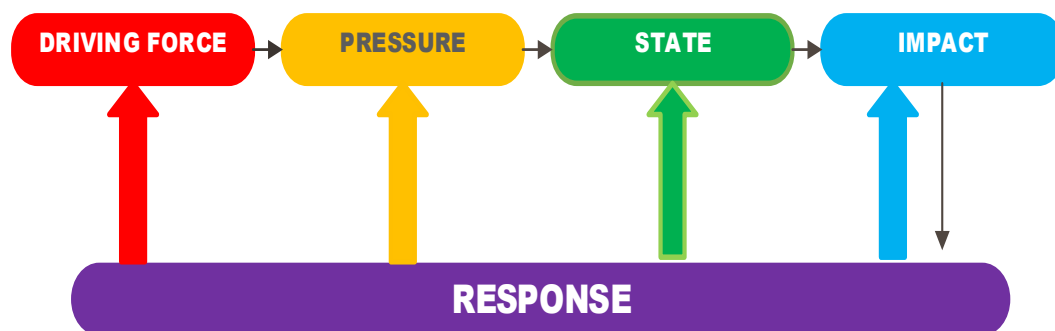 DRIVING FORCE
PRESSURE
STATE
IMPACT
RESPONSE